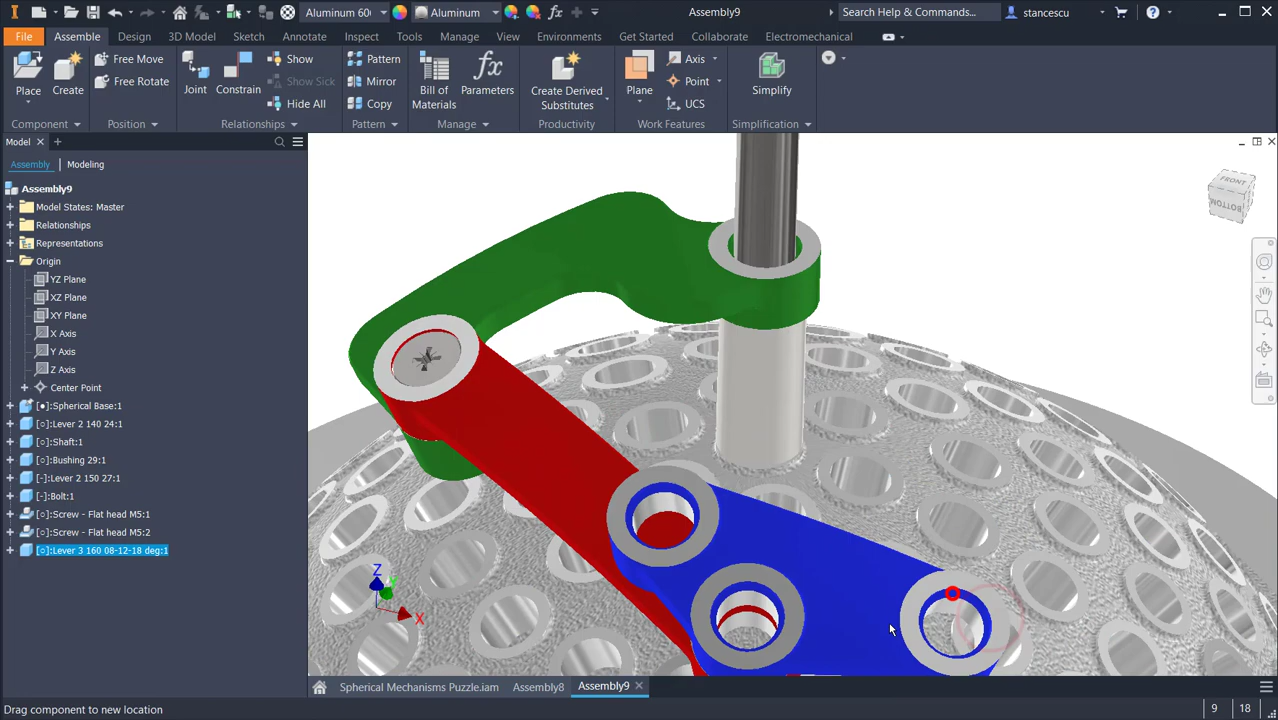 Aluminum 606
Aluminum
Assembly9
Search Help & Commands...
stancescu
File
Assemble
Design
3D Model
Sketch
Annotate
Inspect
Tools
Manage
View
Environments
Get Started
Collaborate
Electromechanical
Place
Create
Free Move
Free Rotate
Joint
Constrain
Show
Show Sick
Hide All
Pattern
Mirror
Copy
Bill of
Materials
Parameters
Create Derived
Substitutes
Plane
Axis
Point
UCS
Simplify
Component
Position
Relationships
Pattern
Manage
Productivity
Work Features
Simplification
Model
Assembly
Modeling
Assembly9
Model States: Master
Relationships
Representations
Origin
YZ Plane
XZ Plane
XY Plane
X Axis
Y Axis
Z Axis
Center Point
[●]:Spherical Base:1
[○]:Lever 2 140 24:1
[○]:Shaft:1
[○]:Bushing 29:1
[-]:Lever 2 150 27:1
[-]:Bolt:1
[○]:Screw - Flat head M5:1
[○]:Screw - Flat head M5:2
[○]:Lever 3 160 08-12-18 deg:1
FRONT
BOTTOM
Z
Y
X
Spherical Mechanisms Puzzle.iam
Assembly8
Assembly9
Drag component to new location
9
18